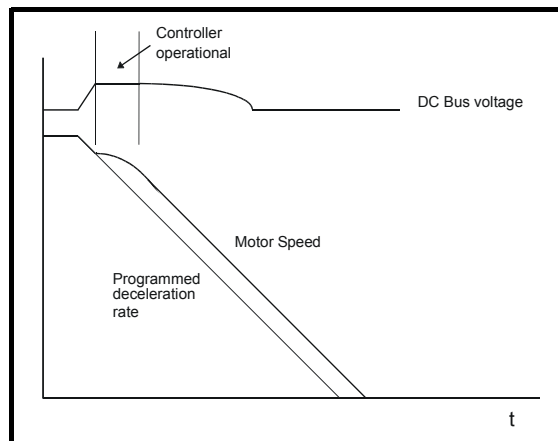 Controller
operational
DC Bus voltage
Motor Speed
Programmed
deceleration
rate
t